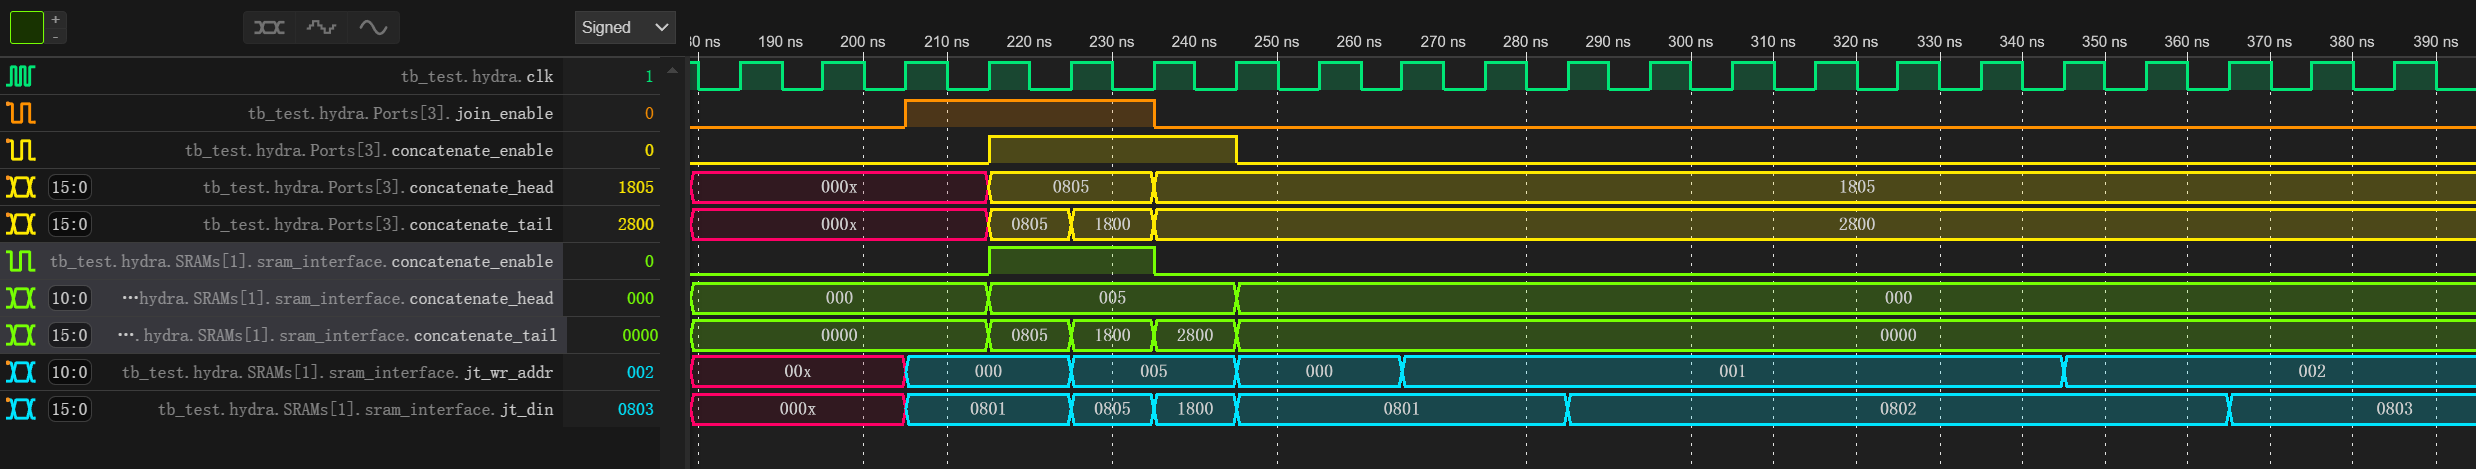 +
-
Signed
80 ns 190 ns 200 ns 210 ns 220 ns 230 ns 240 ns 250 ns 260 ns 270 ns 280 ns 290 ns 300 ns 310 ns 320 ns 330 ns 340 ns 350 ns 360 ns 370 ns 380 ns 390 ns
tb_test.hydra.clk 1
tb_test.hydra.Ports[3].join_enable 0
tb_test.hydra.Ports[3].concatenate_enable 0
15:0 tb_test.hydra.Ports[3].concatenate_head 1805 000x 0805 1805
15:0 tb_test.hydra.Ports[3].concatenate_tail 2800 000x 0805 1800 2800
tb_test.hydra.SRAMs[1].sram_interface.concatenate_enable 0
10:0 ···hydra.SRAMs[1].sram_interface.concatenate_head 000 000 005 000
15:0 ···.hydra.SRAMs[1].sram_interface.concatenate_tail 0000 0000 0805 1800 2800 0000
10:0 tb_test.hydra.SRAMs[1].sram_interface.jt_wr_addr 002 00x 000 005 000 001 002
15:0 tb_test.hydra.SRAMs[1].sram_interface.jt_din 0803 000x 0801 0805 1800 0801 0802 0803